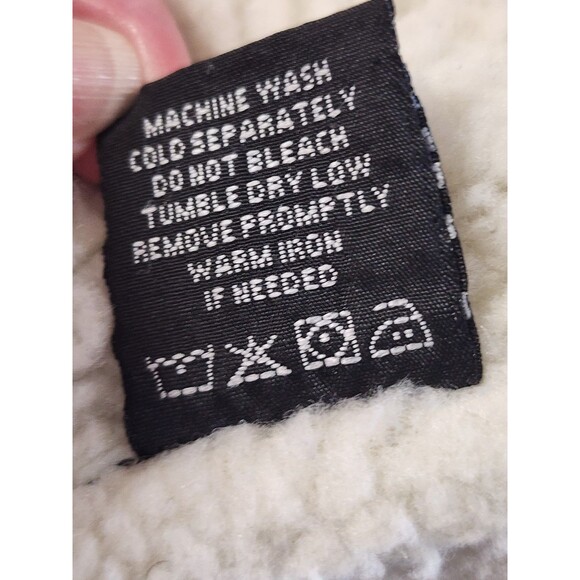 MACHINE WASH
COLD SEPARATELY
DO NOT BLEACH
TUMBLE DRY LOW
REMOVE PROMPTLY
WARM IRON
IF NEEDED